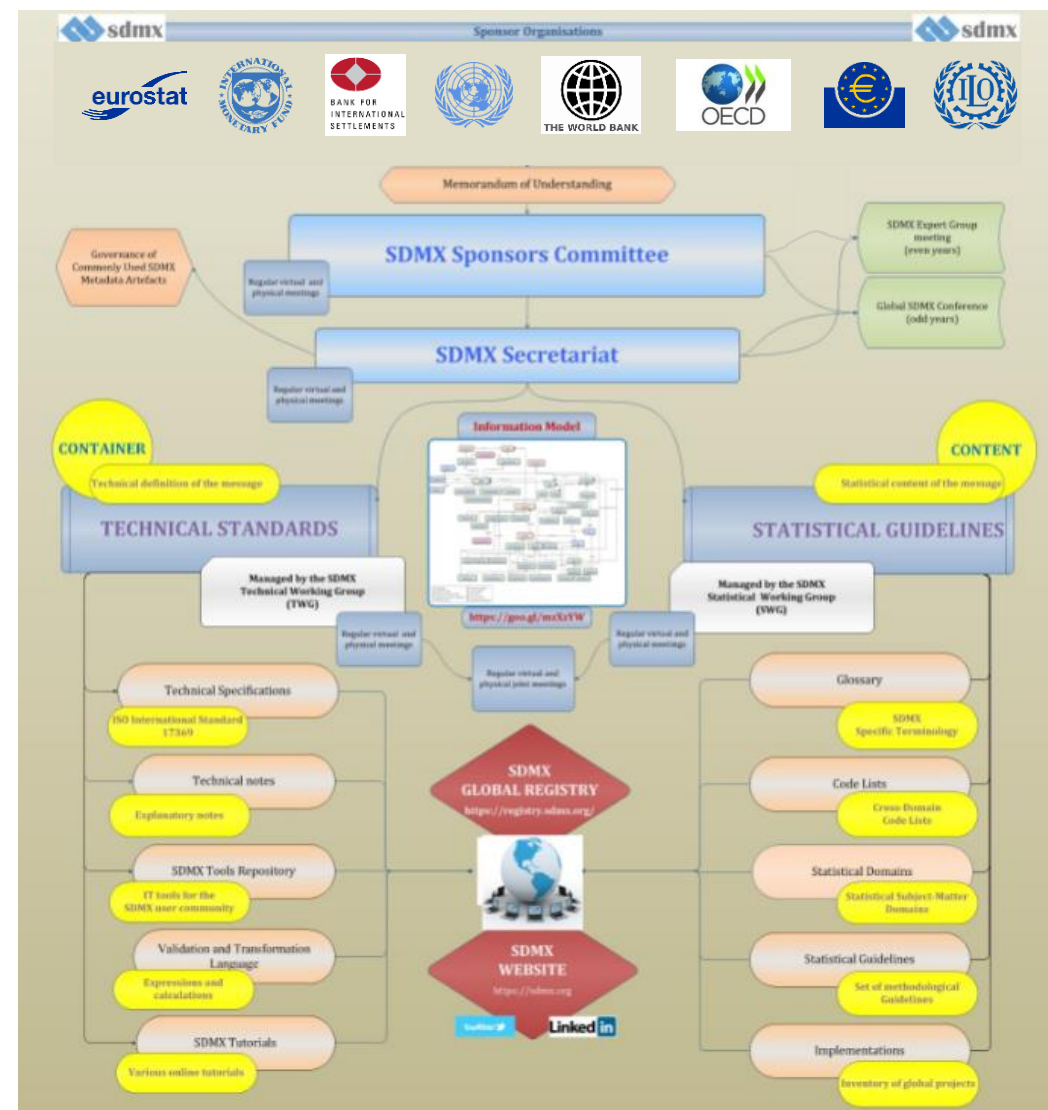 sdmx
Sponsor Organisations
sdmx
eurostat
INTERNATIONAL
MONETARY FUND
BANK FOR
INTERNATIONAL
SETTLEMENTS
THE WORLD BANK
OECD
ILO
Memorandum of Understanding
SDMX Sponsors Committee
Regular virtual and
physical meetings
Governance of
Commonly Used SDMX
Metadata Artefacts
SDMX Expert Group
meeting
(even years)
Global SDMX Conference
(odd years)
SDMX Secretariat
Regular virtual and
physical meetings
CONTAINER
Technical definition of the message
TECHNICAL STANDARDS
Managed by the SDMX
Technical Working Group
(TWG)
Regular virtual and
physical meetings
Information Model
https://goo.gl/mzXrYW
CONTENT
Statistical content of the message
STATISTICAL GUIDELINES
Managed by the SDMX
Statistical Working Group
(SWG)
Regular virtual and
physical meetings
Regular virtual and
physical joint meetings
Technical Specifications
ISO International Standard
17369
Technical notes
Explanatory notes
SDMX Tools Repository
IT tools for the
SDMX user community
Validation and Transformation
Language
Expressions and
calculations
SDMX Tutorials
Various online tutorials
SDMX
GLOBAL REGISTRY
https://registry.sdmx.org/
SDMX
WEBSITE
https://sdmx.org
twitter
Linked in
Glossary
SDMX
Specific Terminology
Code Lists
Cross-Domain
Code Lists
Statistical Domains
Statistical Subject-Matter
Domains
Statistical Guidelines
Set of methodological
Guidelines
Implementations
Inventory of global projects